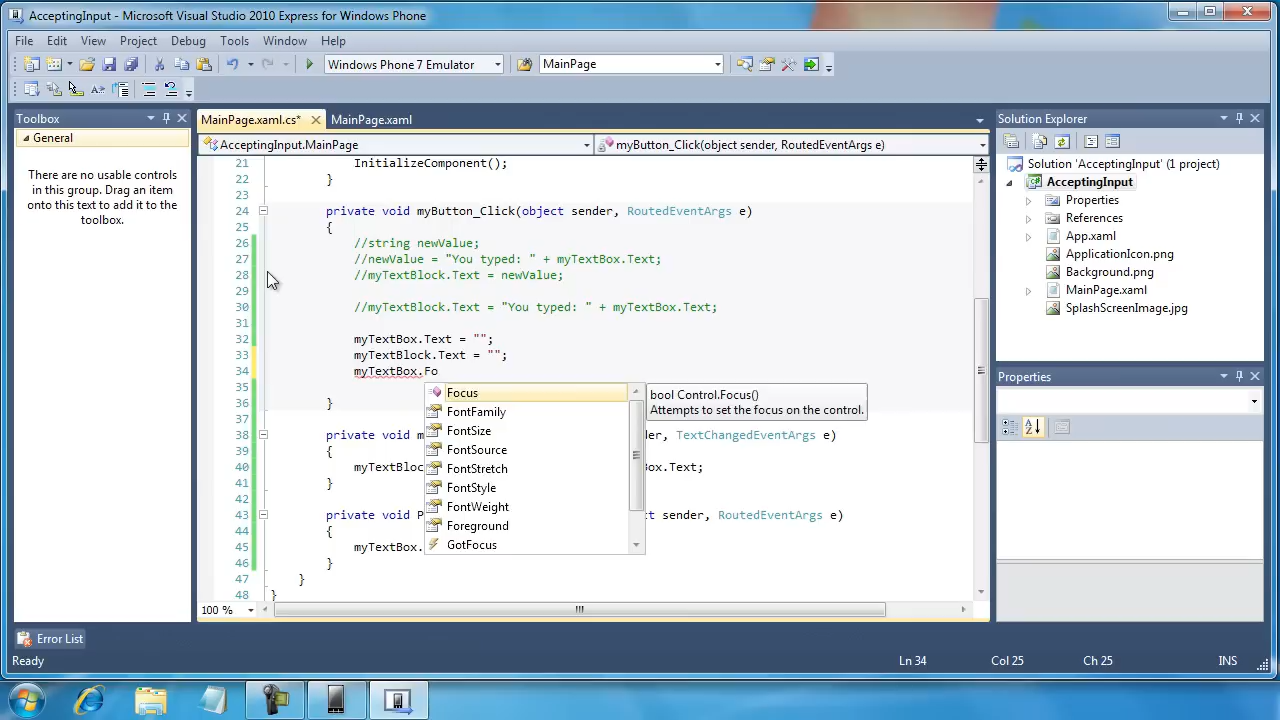 AcceptingInput - Microsoft Visual Studio 2010 Express for Windows Phone
File Edit View Project Debug Tools Window Help
Windows Phone 7 Emulator MainPage
Toolbox
General
There are no usable controls
in this group. Drag an item
onto this text to add it to the
toolbox.
MainPage.xaml.cs* MainPage.xaml
AcceptingInput.MainPage myButton_Click(object sender, RoutedEventArgs e)
21 InitializeComponent();
22 }
23
24 private void myButton_Click(object sender, RoutedEventArgs e)
25 {
26 //string newValue;
27 //newValue = "You typed: " + myTextBox.Text;
28 //myTextBlock.Text = newValue;
29
30 //myTextBlock.Text = "You typed: " + myTextBox.Text;
31
32 myTextBox.Text = "";
33 myTextBlock.Text = "";
34 myTextBox.Fo
35
36 }
37
38 private void m der, TextChangedEventArgs e)
39 {
40 myTextBloc Box.Text;
41 }
42
43 private void P t sender, RoutedEventArgs e)
44 {
45 myTextBox.
46 }
47 }
48 }
Focus
FontFamily
FontSize
FontSource
FontStretch
FontStyle
FontWeight
Foreground
GotFocus
bool Control.Focus()
Attempts to set the focus on the control.
100 %
Solution Explorer
Solution 'AcceptingInput' (1 project)
AcceptingInput
Properties
References
App.xaml
ApplicationIcon.png
Background.png
MainPage.xaml
SplashScreenImage.jpg
Properties
Error List
Ready Ln 34 Col 25 Ch 25 INS